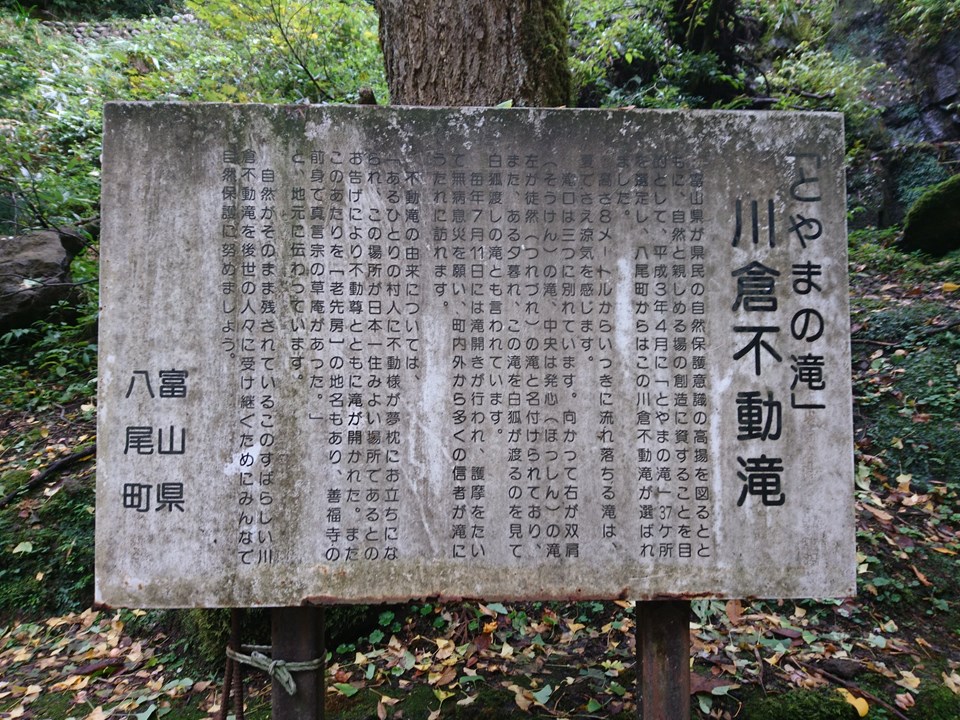 「とやまの滝」
川倉不動滝
富山県が県民の自然保護意識の高揚を図るとと
もに、自然と親しめる場の創造に資することを目
的として、平成3年4月に「とやまの滝」37ケ所
を選定し、八尾町からはこの川倉不動滝が選ばれ
ました。
高さ8メートルからいっきに流れ落ちる滝は、
夏でさえ涼気を感じます。
滝口は三つに別れています。向かって右が双肩
(そうけん)の滝、中央は発心(ほっしん)の滝
左が徒然(つれづれ)の滝と名付けられており、
また、ある夕暮れ、この滝を白狐が渡るのを見て
白狐渡しの滝とも言われています。
毎年7月11日には滝開きが行われ、護摩をたい
て無病息災を願い、町内外から多くの信者が滝に
うたれに訪れます。
不動滝の由来については、
「あるひとりの村人に不動様が夢枕にお立ちにな
られ、この場所が日本一住みよい場所であるとの
お告げにより不動尊とともに滝が開かれた。また
このあたりを「老先房」の地名もあり、善福寺の
前身で真言宗の草庵があった。」
と、地元に伝わっています。
自然がそのまま残されているこのすばらしい川
倉不動滝を後世の人々に受け継ぐためにみんなで
自然保護に努めましょう。
富山県
八尾町